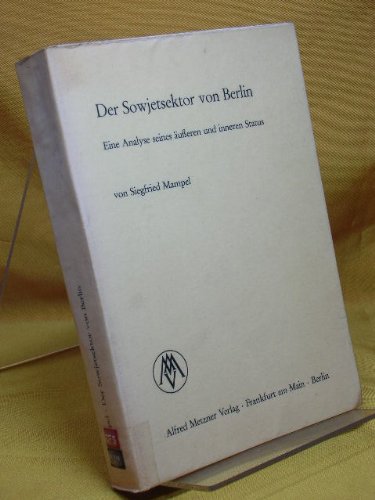 Der Sowjetsektor von Berlin
Eine Analyse seines äußeren und inneren Status
von Siegfried Mampel
MV
Alfred Metzner Verlag · Frankfurt am Main · Berlin
Der Sowjetsektor von Berlin